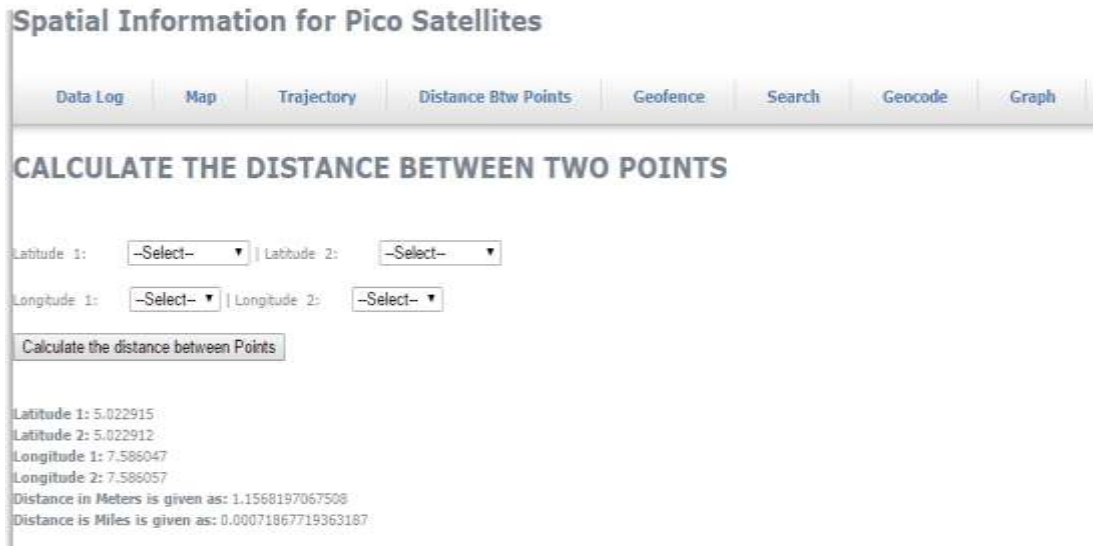 Spatial Information for Pico Satellites
Data Log Map Trajectory Distance Btw Points Geofence Search Geocode Graph
CALCULATE THE DISTANCE BETWEEN TWO POINTS
Latitude 1: --Select-- | Latitude 2: --Select--
Longitude 1: --Select-- | Longitude 2: --Select--
Calculate the distance between Points
Latitude 1: 5.022915
Latitude 2: 5.022912
Longitude 1: 7.586047
Longitude 2: 7.586057
Distance in Meters is given as: 1.1568197067508
Distance is Miles is given as: 0.00071867719363187